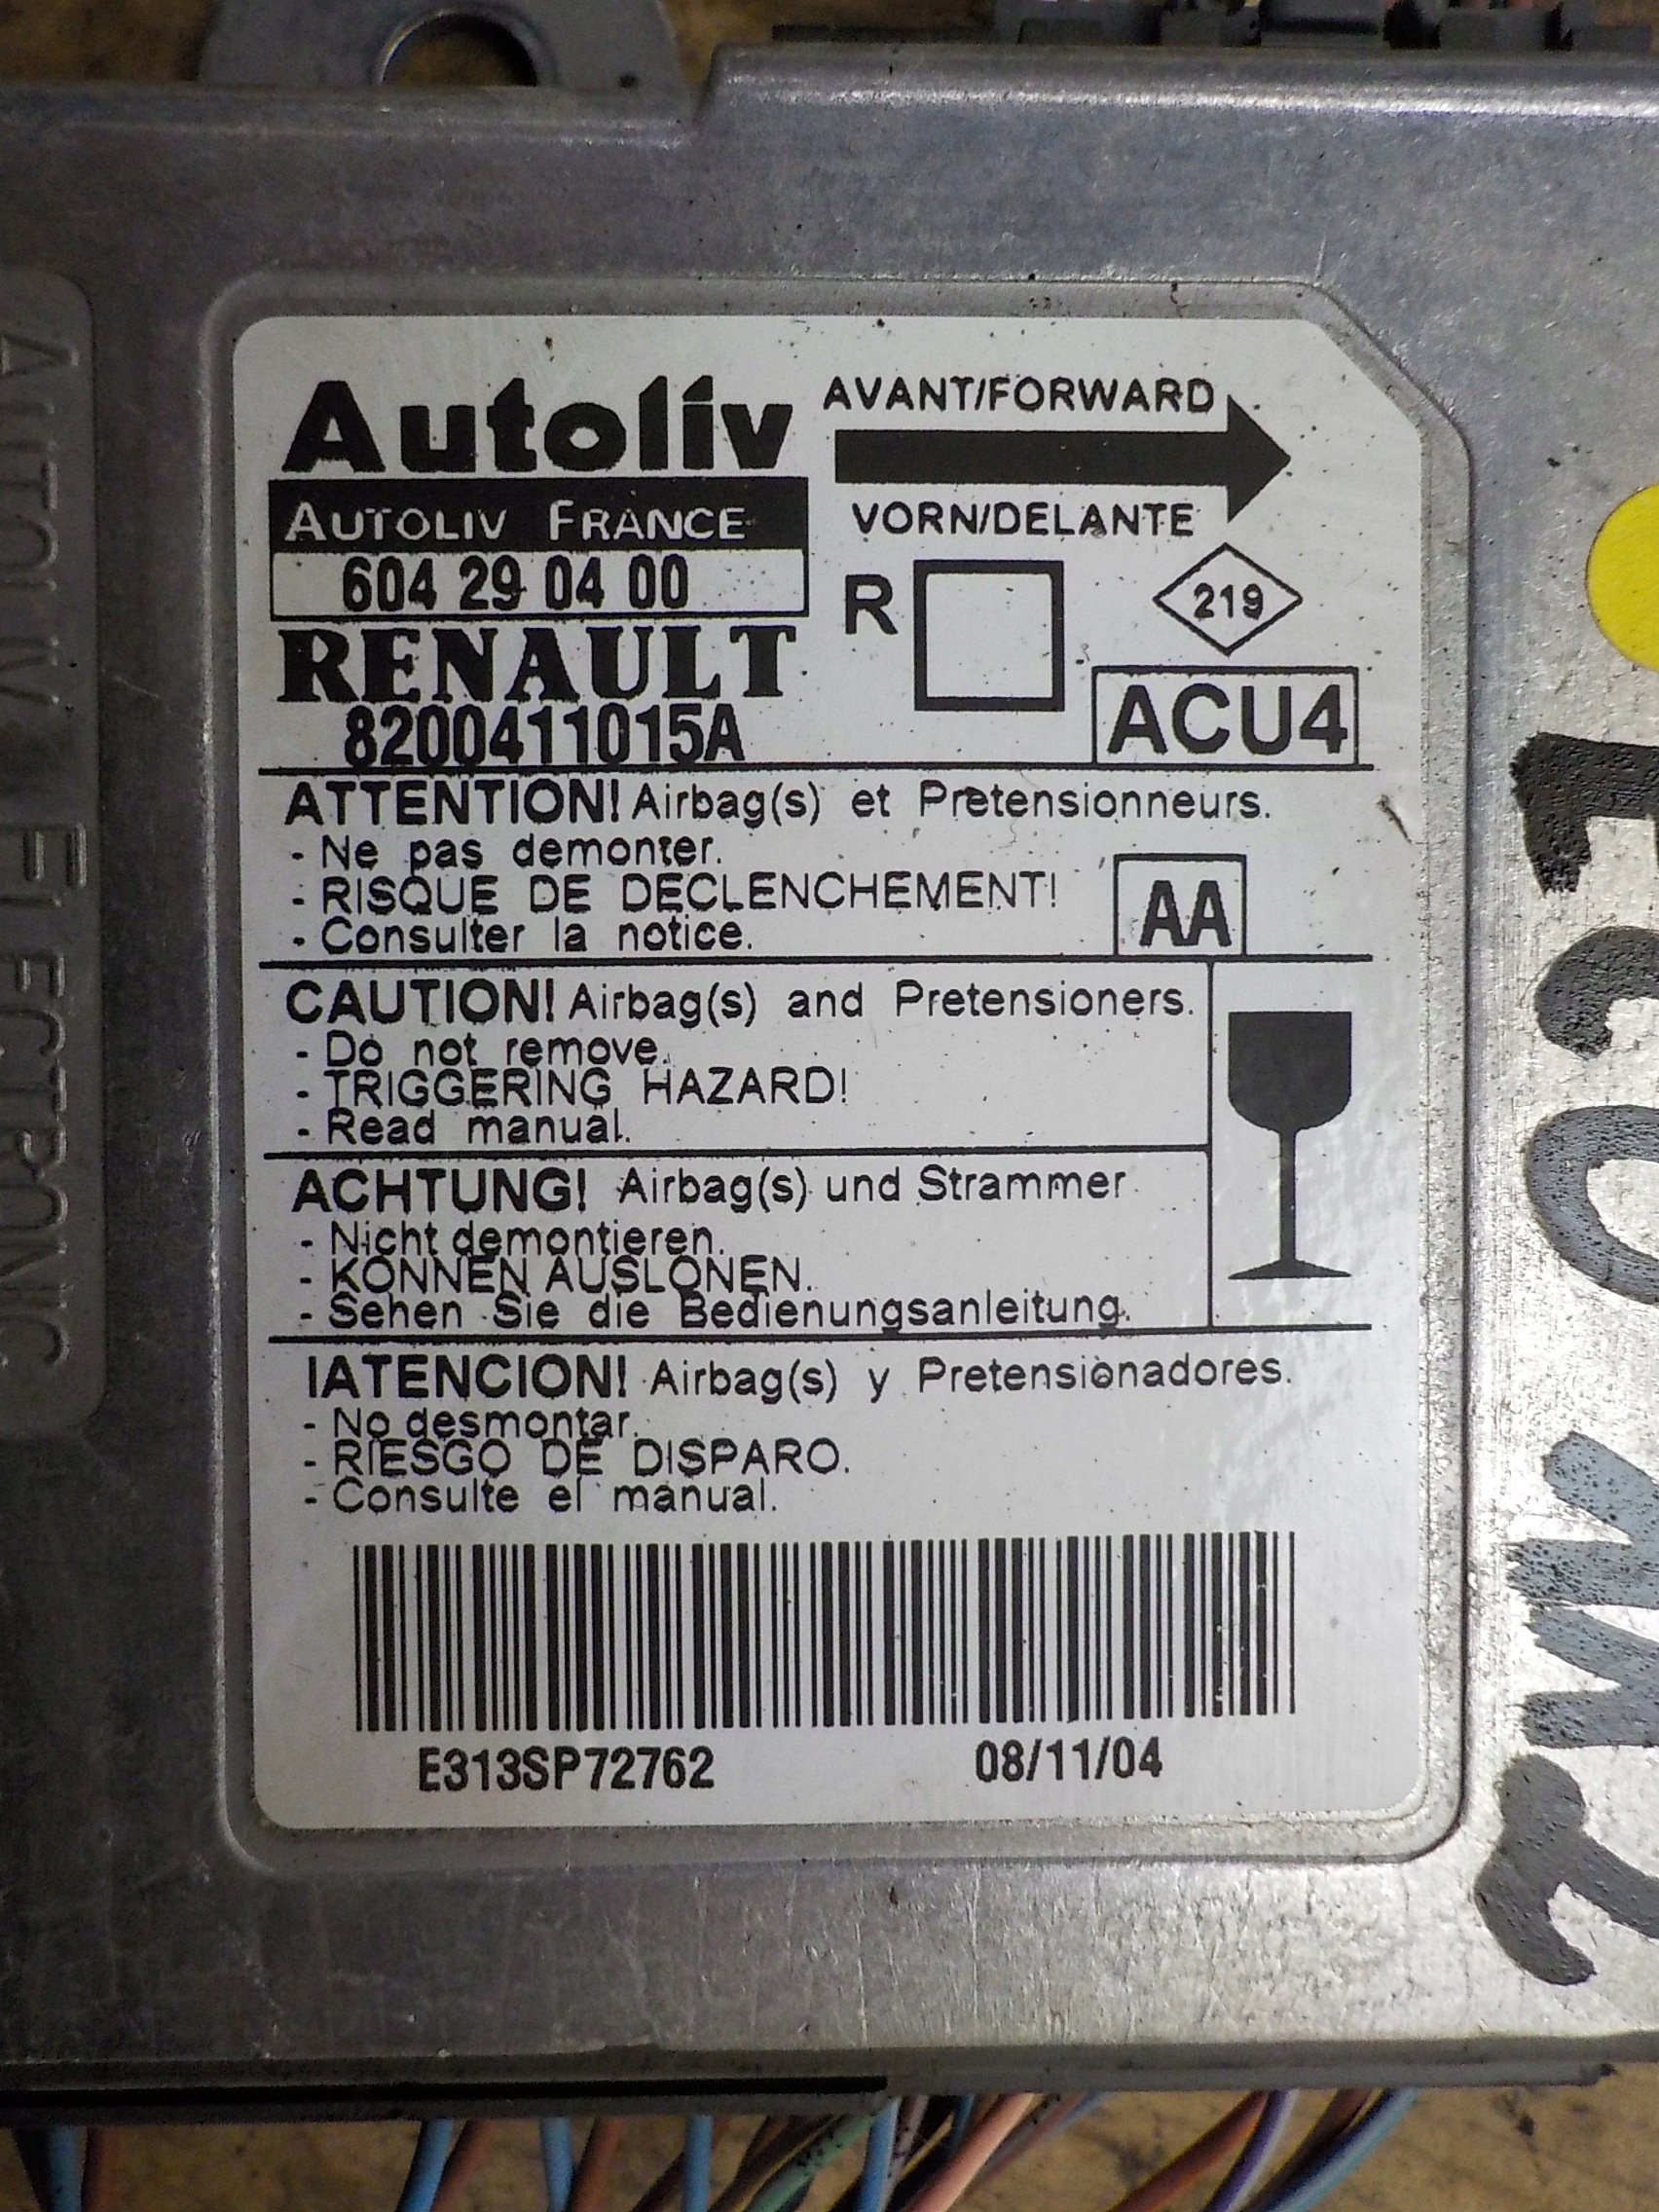 Autoliv
AVANT/FORWARD
AUTOLIV FRANCE
VORN/DELANTE
604 29 04 00
R
219
RENAULT
ACU4
8200411015A
ATTENTION! Airbag(s) et Pretensionneurs.
- Ne pas demonter.
- RISQUE DE DECLENCHEMENT!
- Consulter la notice.
AA
CAUTION! Airbag(s) and Pretensioners.
- Do not remove.
- TRIGGERING HAZARD!
- Read manual.
ACHTUNG! Airbag(s) und Strammer
- Nicht demontieren.
- KONNEN AUSLONEN.
- Sehen Sie die Bedienungsanleitung.
IATENCION! Airbag(s) y Pretensionadores.
- No desmontar.
- RIESGO DE DISPARO.
- Consulte el manual.
E313SP72762 08/11/04
AUTOLIV ELECTRONIC